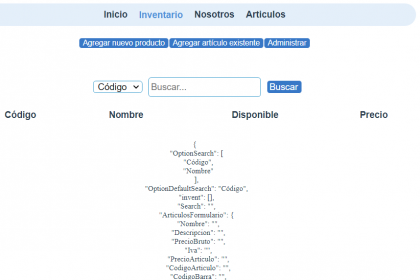 Inicio Inventario Nosotros Articulos
Agregar nuevo producto Agregar artículo existente Administrar
Código Buscar... Buscar
Código Nombre Disponible Precio
{
"OptionSearch": [
"Código",
"Nombre"
],
"OptionDefaultSearch": "Código",
"invent": [],
"Search": "",
"ArticulosFormulario": {
"Nombre": "",
"Descripcion": "",
"PrecioBruto": "",
"Iva": "",
"PrecioArticulo": "",
"CodigoArticulo": "",
"CodigoBarra": "",